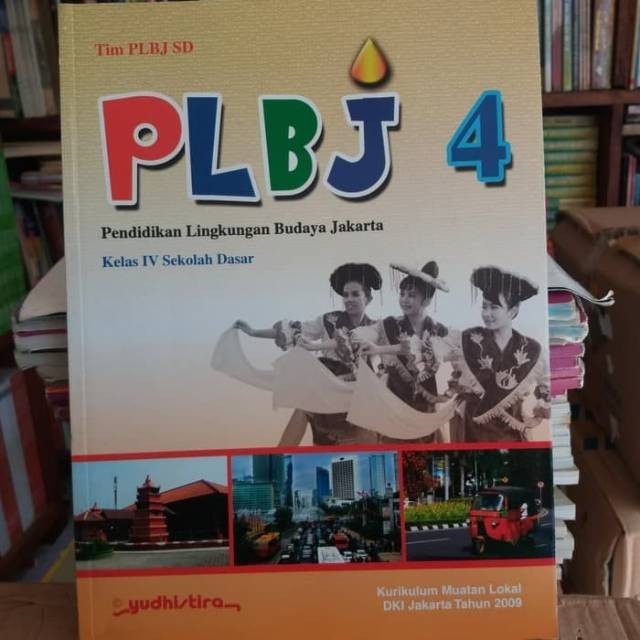 Tim PLBJ SD
PLBJ 4
Pendidikan Lingkungan Budaya Jakarta
Kelas IV Sekolah Dasar
yudhistira
Kurikulum Muatan Lokal
DKI Jakarta Tahun 2009